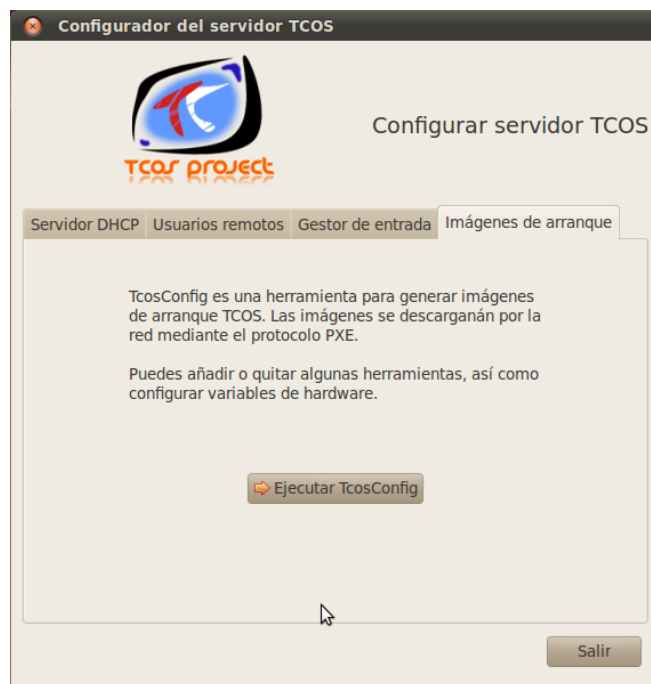 Configurador del servidor TCOS
Configurar servidor TCOS
TCOS PROJECT
Servidor DHCP Usuarios remotos Gestor de entrada Imágenes de arranque
TcosConfig es una herramienta para generar imágenes
de arranque TCOS. Las imágenes se descarganán por la
red mediante el protocolo PXE.
Puedes añadir o quitar algunas herramientas, así como
configurar variables de hardware.
Ejecutar TcosConfig
Salir